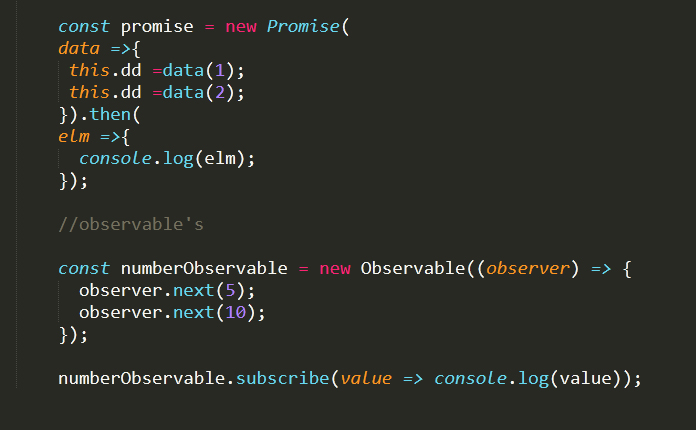 const promise = new Promise(
data =>{
this.dd =data(1);
this.dd =data(2);
}).then(
elm =>{
console.log(elm);
});
//observable's
const numberObservable = new Observable((observer) => {
observer.next(5);
observer.next(10);
});
numberObservable.subscribe(value => console.log(value));